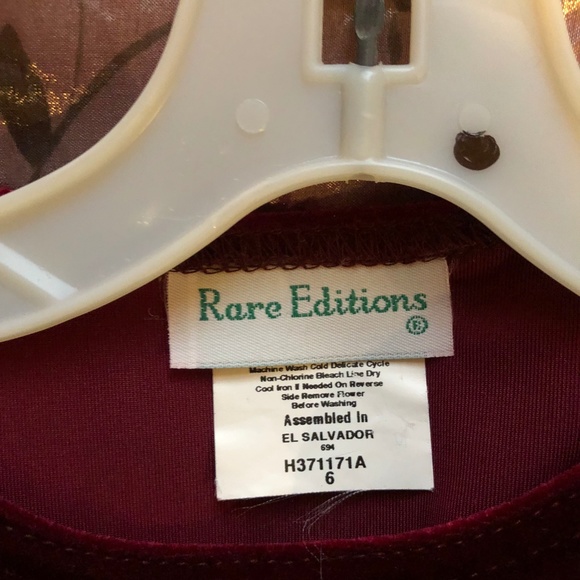 Rare Editions
®
Machine Wash Cold Delicate Cycle
Non-Chlorine Bleach Line Dry
Cool Iron If Needed On Reverse
Side Remove Flower
Before Washing
Assembled In
EL SALVADOR
694
H371171A
6